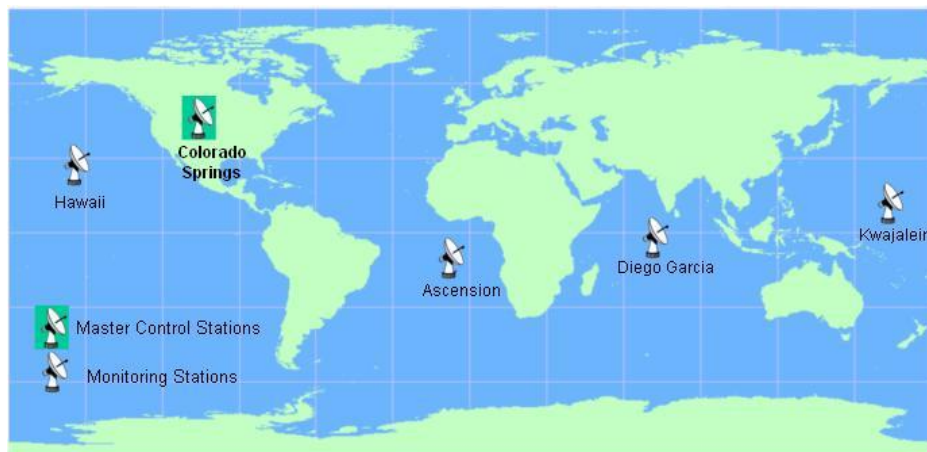 Colorado
Springs
Hawaii
Kwajalein
Diego Garcia
Ascension
Master Control Stations
Monitoring Stations